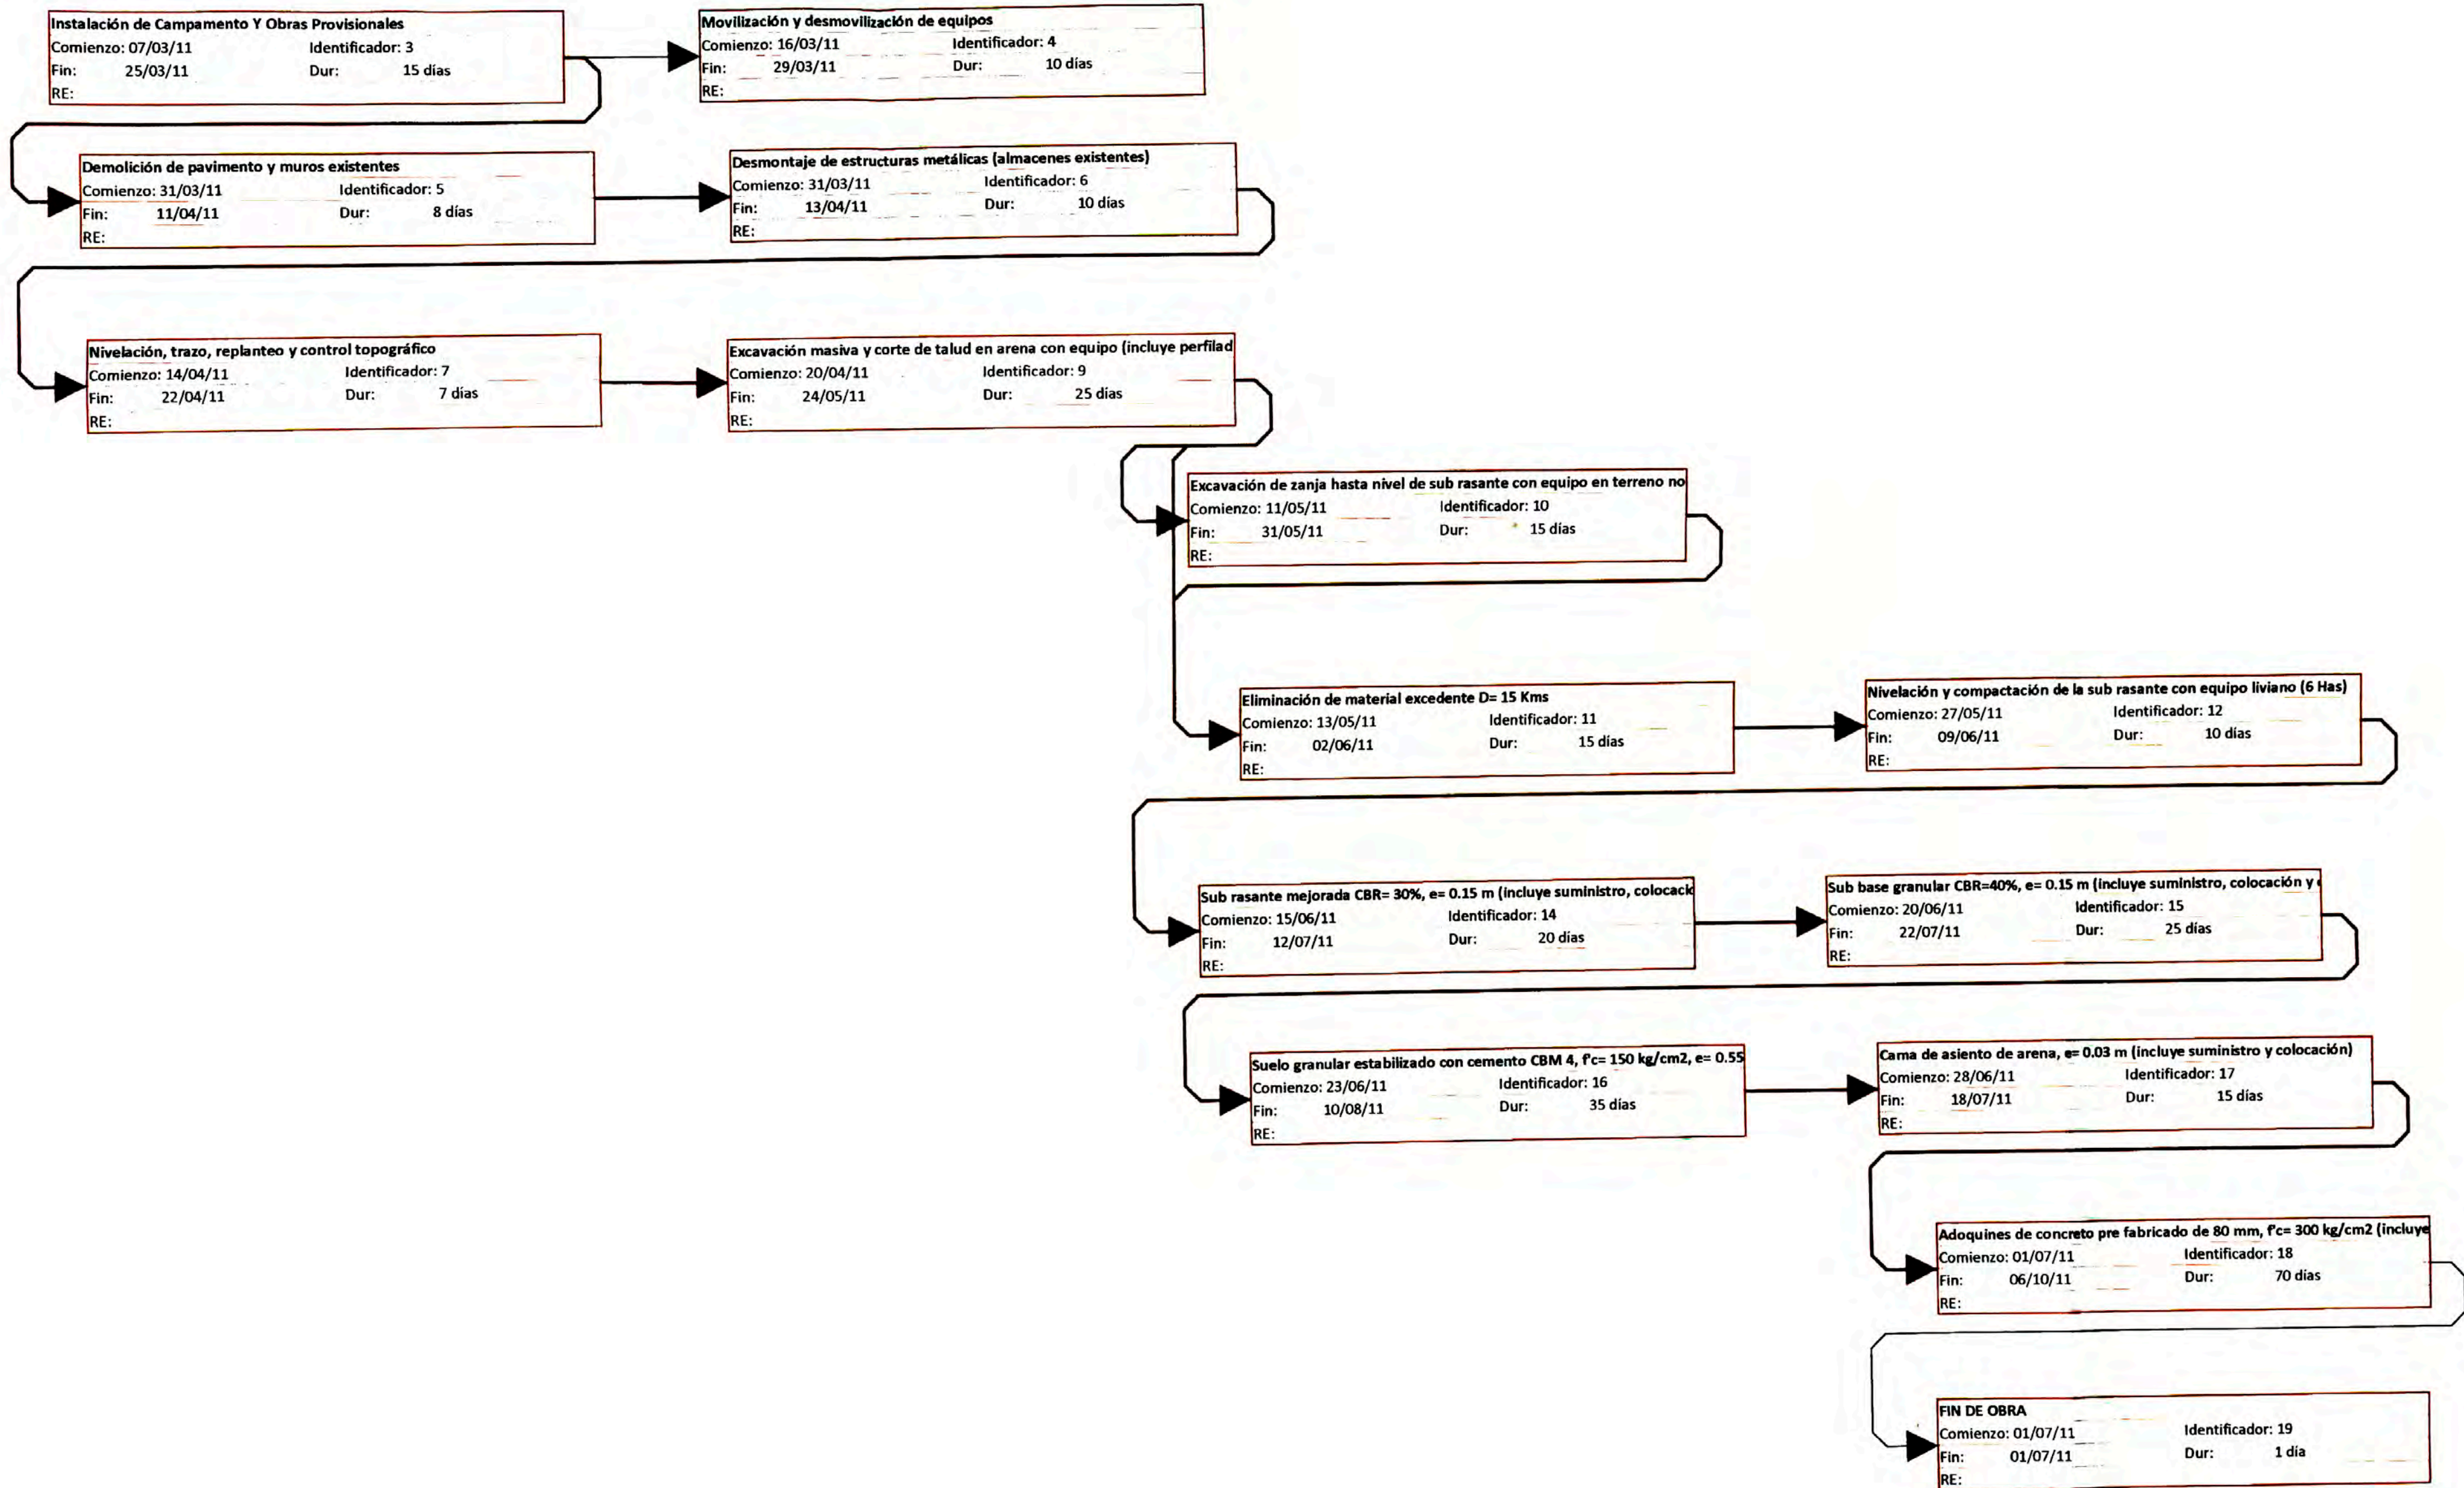 Instalación de Campamento Y Obras Provisionales
Comienzo: 07/03/11 Identificador: 3
Fin: 25/03/11 Dur: 15 días
RE:
Movilización y desmovilización de equipos
Comienzo: 16/03/11 Identificador: 4
Fin: 29/03/11 Dur: 10 días
RE:
Demolición de pavimento y muros existentes
Comienzo: 31/03/11 Identificador: 5
Fin: 11/04/11 Dur: 8 días
RE:
Desmontaje de estructuras metálicas (almacenes existentes)
Comienzo: 31/03/11 Identificador: 6
Fin: 13/04/11 Dur: 10 días
RE:
Nivelación, trazo, replanteo y control topográfico
Comienzo: 14/04/11 Identificador: 7
Fin: 22/04/11 Dur: 7 días
RE:
Excavación masiva y corte de talud en arena con equipo (incluye perfilad
Comienzo: 20/04/11 Identificador: 9
Fin: 24/05/11 Dur: 25 días
RE:
Excavación de zanja hasta nivel de sub rasante con equipo en terreno no
Comienzo: 11/05/11 Identificador: 10
Fin: 31/05/11 Dur: 15 días
RE:
Eliminación de material excedente D= 15 Kms
Comienzo: 13/05/11 Identificador: 11
Fin: 02/06/11 Dur: 15 días
RE:
Nivelación y compactación de la sub rasante con equipo liviano (6 Has)
Comienzo: 27/05/11 Identificador: 12
Fin: 09/06/11 Dur: 10 días
RE:
Sub rasante mejorada CBR= 30%, e= 0.15 m (incluye suministro, colocació
Comienzo: 15/06/11 Identificador: 14
Fin: 12/07/11 Dur: 20 días
RE:
Sub base granular CBR=40%, e= 0.15 m (incluye suministro, colocación y
Comienzo: 20/06/11 Identificador: 15
Fin: 22/07/11 Dur: 25 días
RE:
Suelo granular estabilizado con cemento CBM 4, f'c= 150 kg/cm2, e= 0.55
Comienzo: 23/06/11 Identificador: 16
Fin: 10/08/11 Dur: 35 días
RE:
Cama de asiento de arena, e= 0.03 m (incluye suministro y colocación)
Comienzo: 28/06/11 Identificador: 17
Fin: 18/07/11 Dur: 15 días
RE:
Adoquines de concreto pre fabricado de 80 mm, f'c= 300 kg/cm2 (incluye
Comienzo: 01/07/11 Identificador: 18
Fin: 06/10/11 Dur: 70 días
RE:
FIN DE OBRA
Comienzo: 01/07/11 Identificador: 19
Fin: 01/07/11 Dur: 1 día
RE: